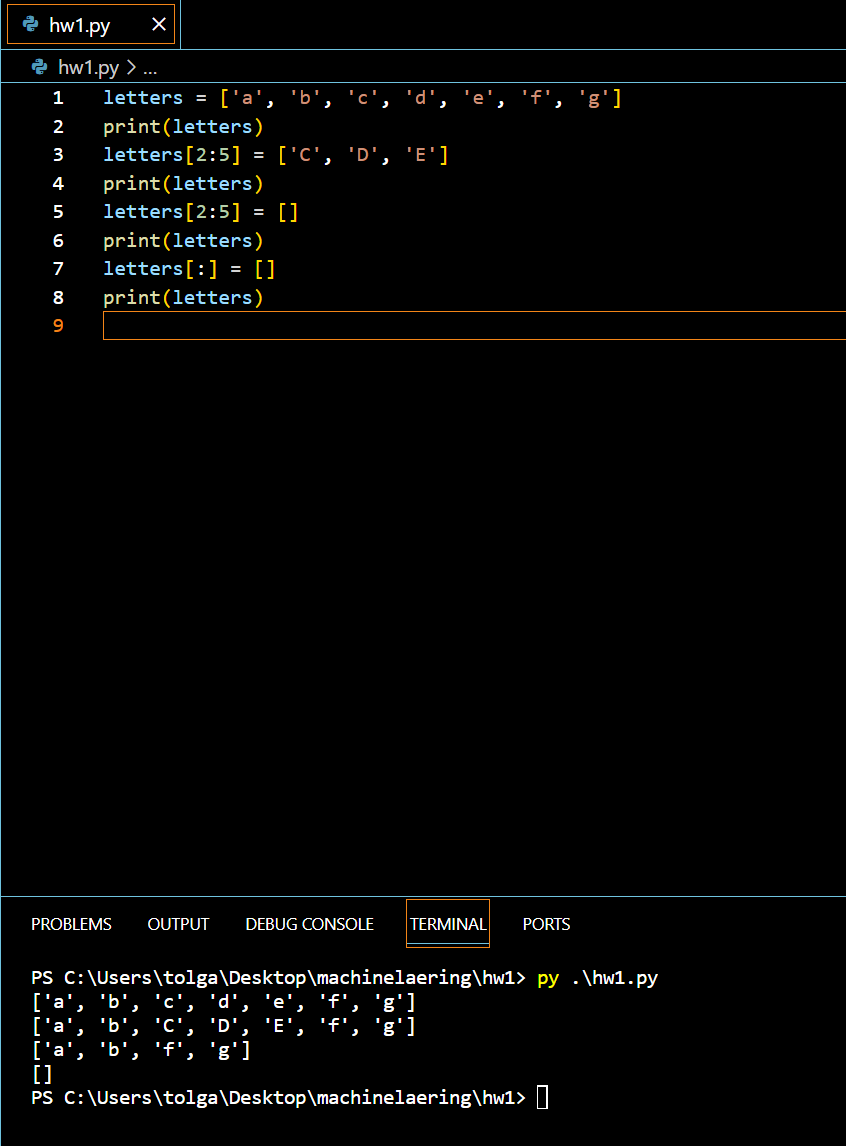 hw1.py
hw1.py > ...
1 letters = ['a', 'b', 'c', 'd', 'e', 'f', 'g']
2 print(letters)
3 letters[2:5] = ['C', 'D', 'E']
4 print(letters)
5 letters[2:5] = []
6 print(letters)
7 letters[:] = []
8 print(letters)
9
PROBLEMS OUTPUT DEBUG CONSOLE TERMINAL PORTS
PS C:\Users\tolga\Desktop\machinelaering\hw1> py .\hw1.py
['a', 'b', 'c', 'd', 'e', 'f', 'g']
['a', 'b', 'C', 'D', 'E', 'f', 'g']
['a', 'b', 'f', 'g']
[]
PS C:\Users\tolga\Desktop\machinelaering\hw1>